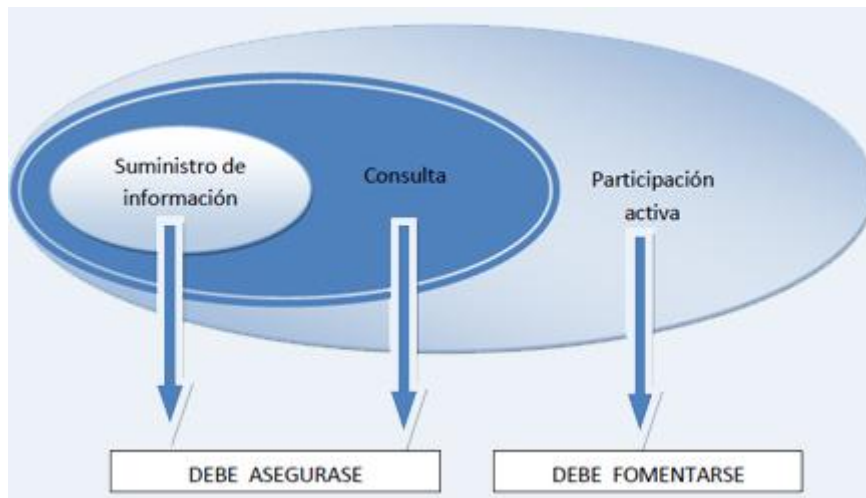 Suministro de
información
Consulta
Participación
activa
DEBE ASEGURASE
DEBE FOMENTARSE